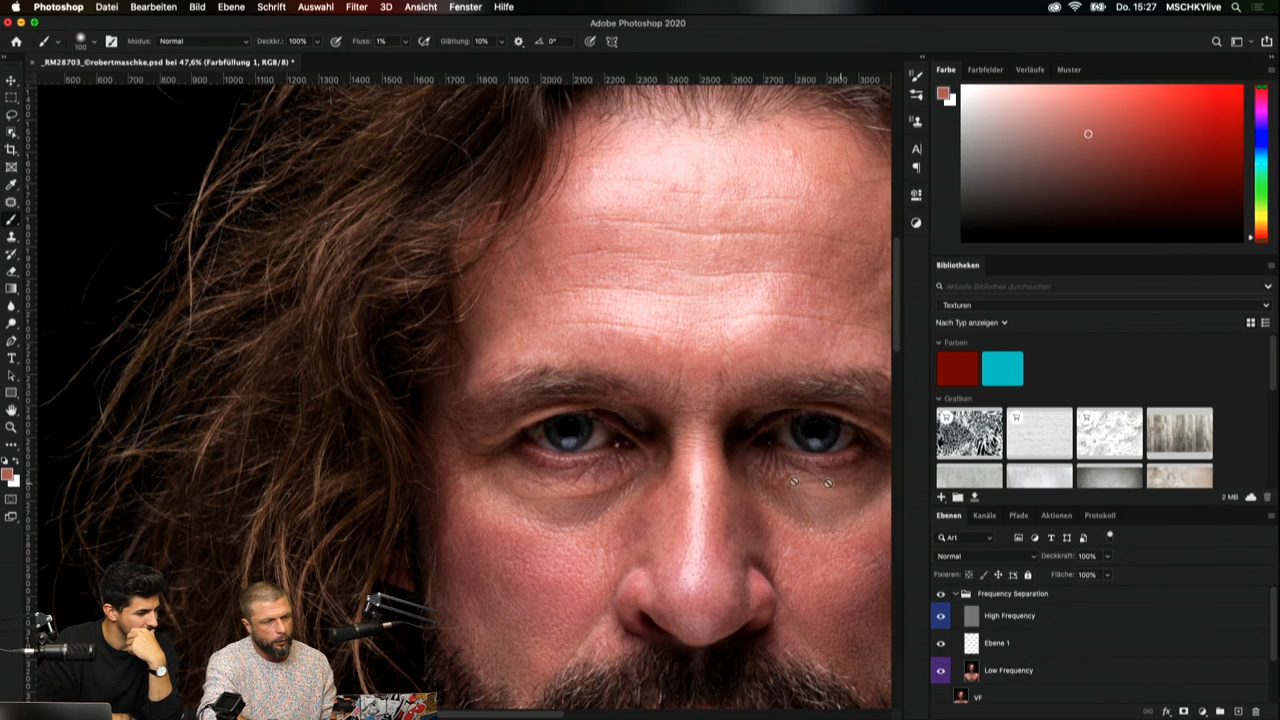 Photoshop Datei Bearbeiten Bild Ebene Schrift Auswahl Filter 3D Ansicht Fenster Hilfe Do. 15:27 MSCHKYlive
Adobe Photoshop 2020
100 Modus: Normal Deckkr.: 100% Fluss: 1% Glättung: 10% 0°
_RM28703_©robertmaschke.psd bei 47,6% (Farbfüllung 1, RGB/8) *
500 600 700 800 900 1000 1100 1200 1300 1400 1500 1600 1700 1800 1900 2000 2100 2200 2300 2400 2500 2600 2700 2800 2900 3000
Farbe Farbfelder Verläufe Muster
Bibliotheken
Aktuelle Bibliothek durchsuchen
Texturen
Nach Typ anzeigen
Farben
Grafiken
2 MB
Ebenen Kanäle Pfade Aktionen Protokoll
Art
Normal Deckkraft: 100%
Fixieren: Fläche: 100%
Frequency Separation
High Frequency
Ebene 1
Low Frequency
VF